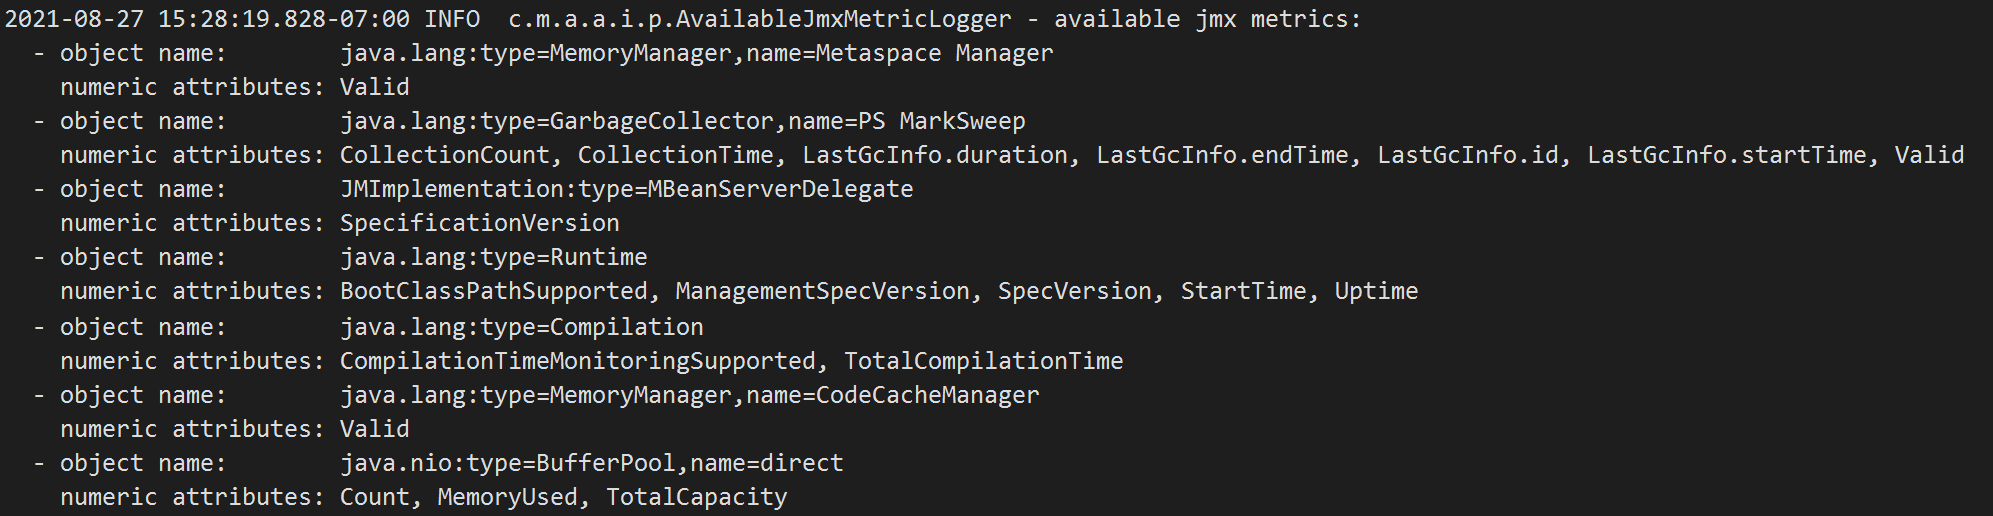 2021-08-27 15:28:19.828-07:00 INFO  c.m.a.a.i.p.AvailableJmxMetricLogger - available jmx metrics:
  - object name:        java.lang:type=MemoryManager,name=Metaspace Manager
    numeric attributes: Valid
  - object name:        java.lang:type=GarbageCollector,name=PS MarkSweep
    numeric attributes: CollectionCount, CollectionTime, LastGcInfo.duration, LastGcInfo.endTime, LastGcInfo.id, LastGcInfo.startTime, Valid
  - object name:        JMImplementation:type=MBeanServerDelegate
    numeric attributes: SpecificationVersion
  - object name:        java.lang:type=Runtime
    numeric attributes: BootClassPathSupported, ManagementSpecVersion, SpecVersion, StartTime, Uptime
  - object name:        java.lang:type=Compilation
    numeric attributes: CompilationTimeMonitoringSupported, TotalCompilationTime
  - object name:        java.lang:type=MemoryManager,name=CodeCacheManager
    numeric attributes: Valid
  - object name:        java.nio:type=BufferPool,name=direct
    numeric attributes: Count, MemoryUsed, TotalCapacity